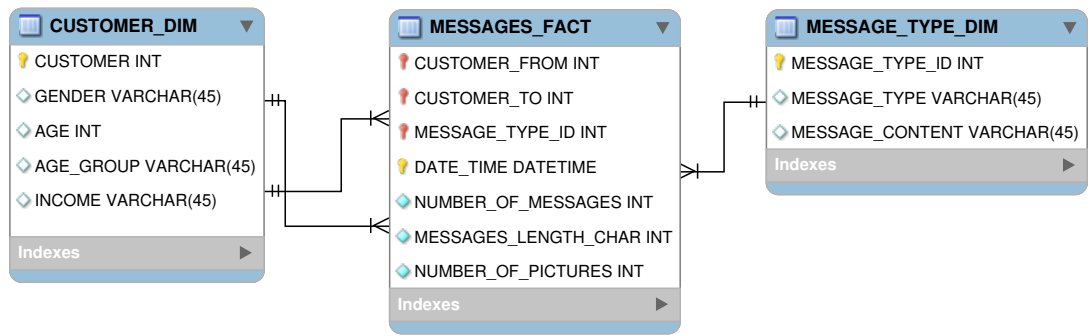 CUSTOMER_DIM
CUSTOMER INT
GENDER VARCHAR(45)
AGE INT
AGE_GROUP VARCHAR(45)
INCOME VARCHAR(45)
Indexes
MESSAGES_FACT
CUSTOMER_FROM INT
CUSTOMER_TO INT
MESSAGE_TYPE_ID INT
DATE_TIME DATETIME
NUMBER_OF_MESSAGES INT
MESSAGES_LENGTH_CHAR INT
NUMBER_OF_PICTURES INT
Indexes
MESSAGE_TYPE_DIM
MESSAGE_TYPE_ID INT
MESSAGE_TYPE VARCHAR(45)
MESSAGE_CONTENT VARCHAR(45)
Indexes